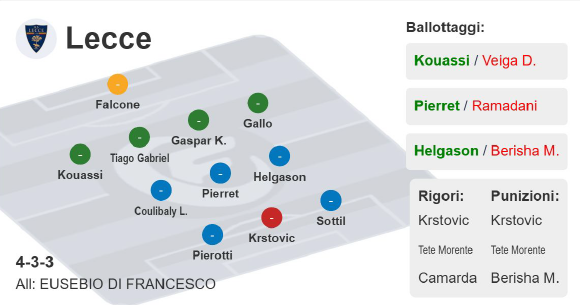 Lecce
Falcone
Gallo
Gaspar K.
Tiago Gabriel
Kouassi
Helgason
Pierret
Coulibaly L.
Sottil
Krstovic
Pierotti
4-3-3
All: EUSEBIO DI FRANCESCO
Ballottaggi:
Kouassi / Veiga D.
Pierret / Ramadani
Helgason / Berisha M.
Rigori: Punizioni:
Krstovic Krstovic
Tete Morente Tete Morente
Camarda Berisha M.